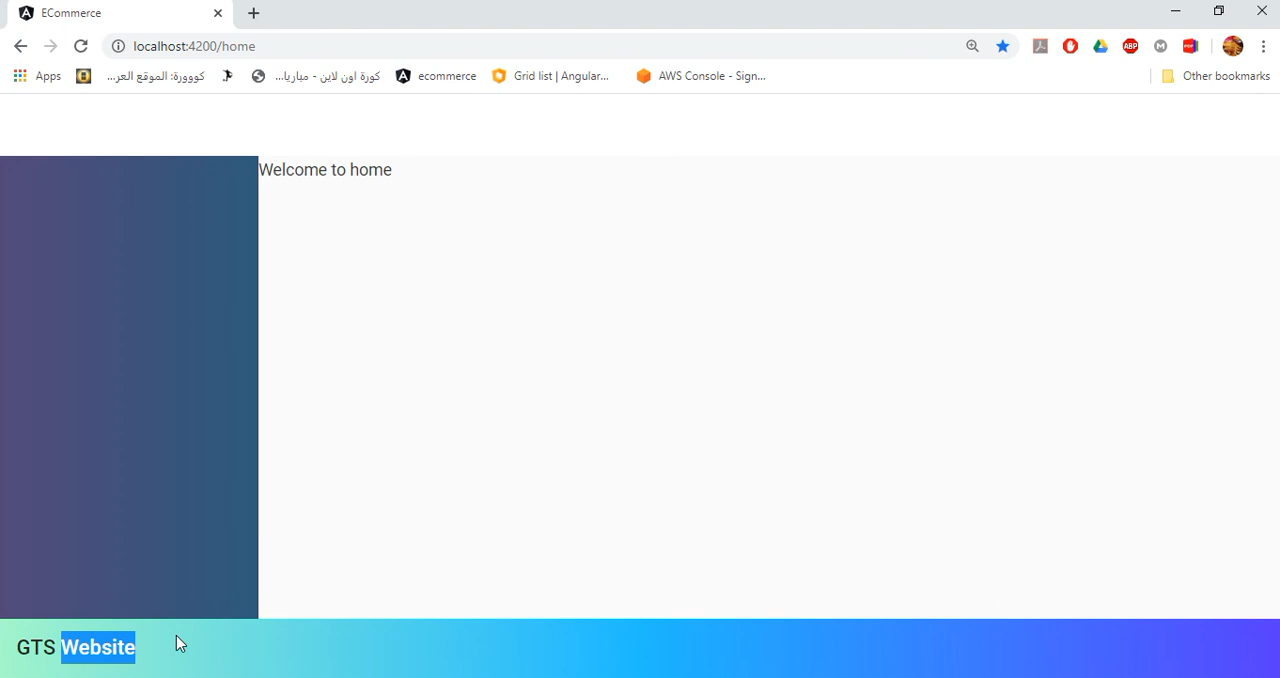 ECommerce
localhost:4200/home
ABP
Apps
كووورة: الموقع العر...
كورة اون لاين - مباريا...
ecommerce
Grid list | Angular...
AWS Console - Sign...
Other bookmarks
Welcome to home
GTS Website